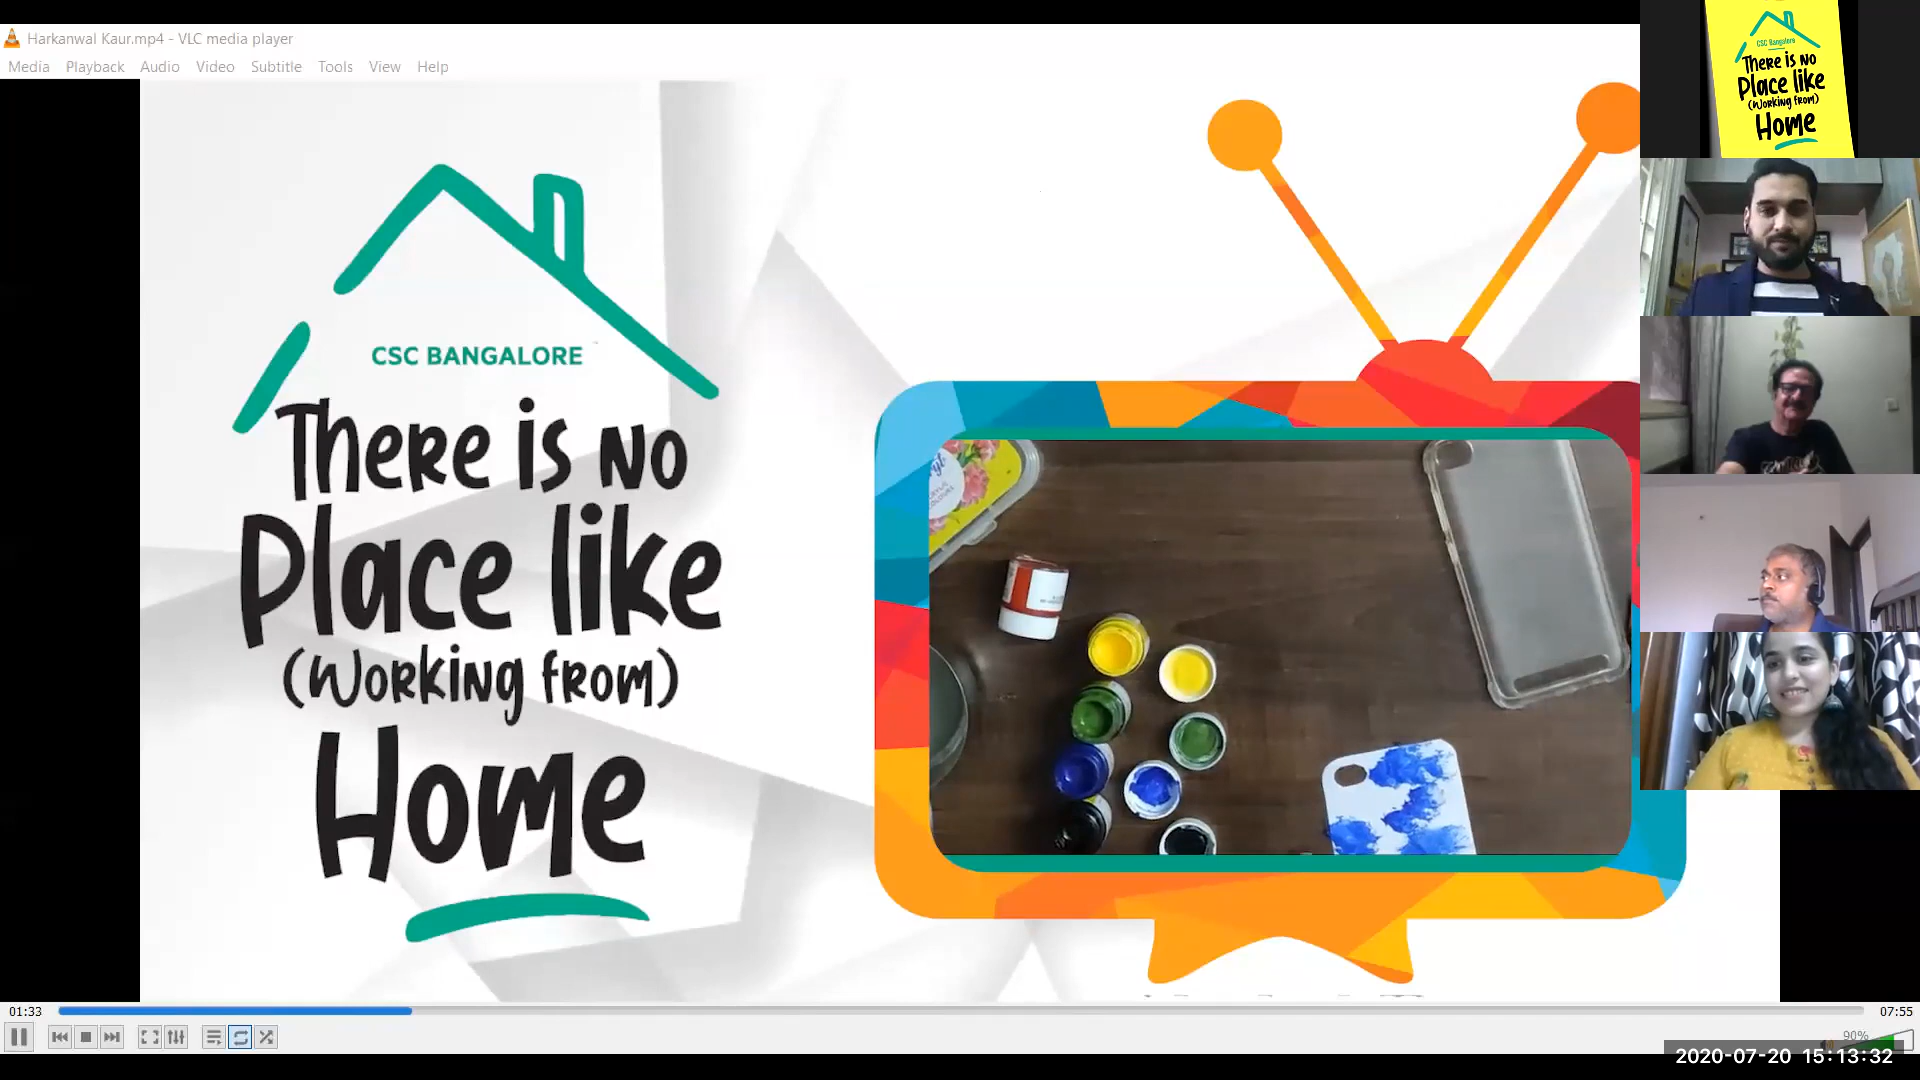 Harkanwal Kaur.mp4 - VLC media player
Media Playback Audio Video Subtitle Tools View Help
CSC BANGALORE
There is no
Place like
(Working from)
Home
CSC Bangalore
There is no
Place like
(Working from)
Home
01:33
07:55
90%
2020-07-20 15:13:32